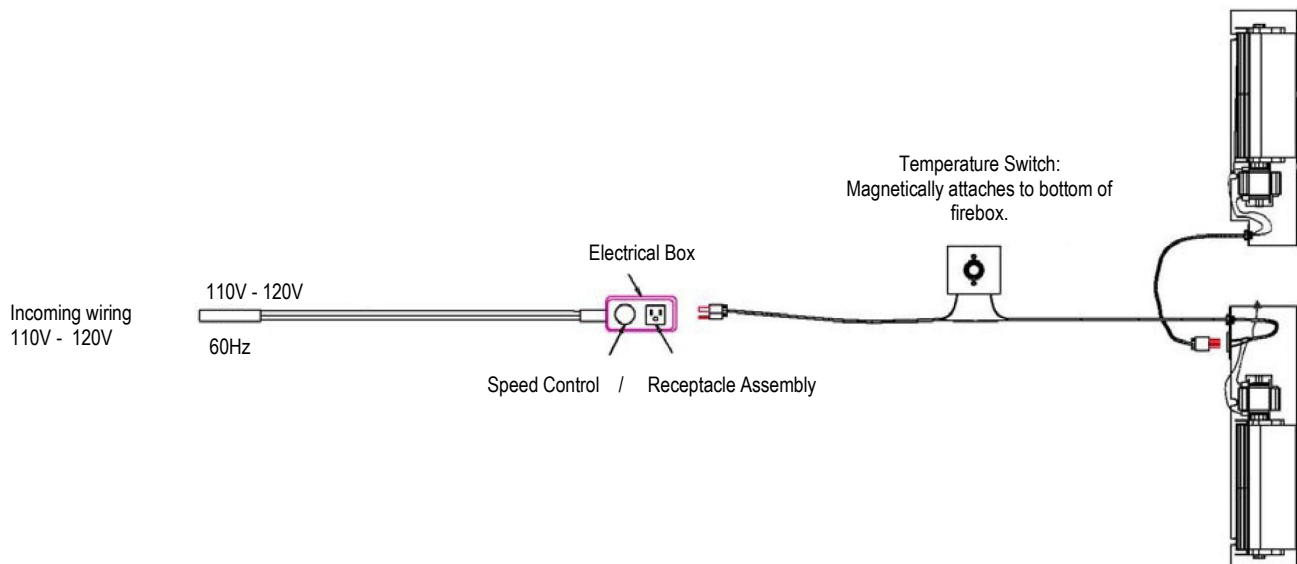 Temperature Switch:
Magnetically attaches to bottom of
firebox.
Electrical Box
110V - 120V
Incoming wiring
110V - 120V
60Hz
Speed Control / Receptacle Assembly